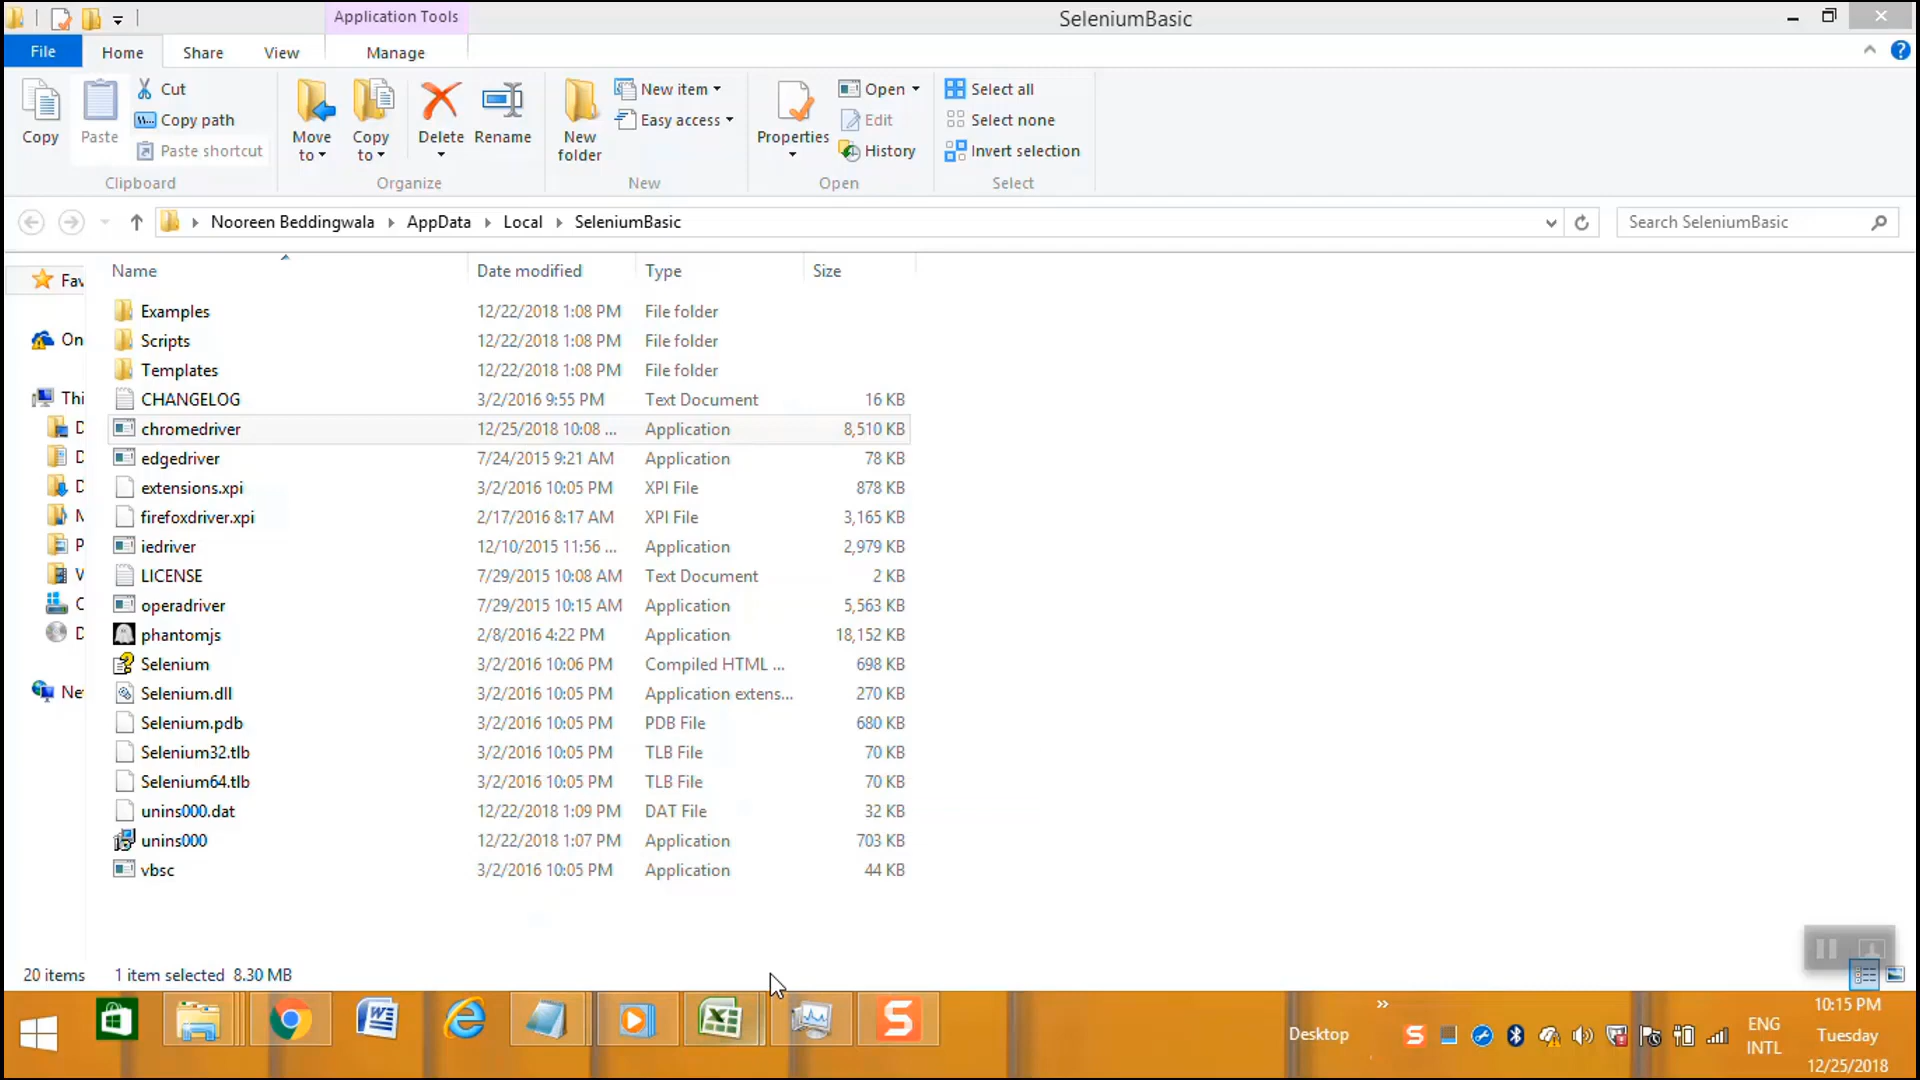 Application Tools
SeleniumBasic
File
Home
Share
View
Manage
Copy
Paste
Cut
Copy path
Paste shortcut
Move to
Copy to
Delete
Rename
New folder
New item
Easy access
Properties
Open
Edit
History
Select all
Select none
Invert selection
Clipboard
Organize
New
Open
Select
Nooreen Beddingwala
AppData
Local
SeleniumBasic
Search SeleniumBasic
Name Date modified Type Size
Fav
On
Thi
D
D
D
M
P
V
C
D
Ne
Examples 12/22/2018 1:08 PM File folder
Scripts 12/22/2018 1:08 PM File folder
Templates 12/22/2018 1:08 PM File folder
CHANGELOG 3/2/2016 9:55 PM Text Document 16 KB
chromedriver 12/25/2018 10:08 ... Application 8,510 KB
edgedriver 7/24/2015 9:21 AM Application 78 KB
extensions.xpi 3/2/2016 10:05 PM XPI File 878 KB
firefoxdriver.xpi 2/17/2016 8:17 AM XPI File 3,165 KB
iedriver 12/10/2015 11:56 ... Application 2,979 KB
LICENSE 7/29/2015 10:08 AM Text Document 2 KB
operadriver 7/29/2015 10:15 AM Application 5,563 KB
phantomjs 2/8/2016 4:22 PM Application 18,152 KB
Selenium 3/2/2016 10:06 PM Compiled HTML ... 698 KB
Selenium.dll 3/2/2016 10:05 PM Application extens... 270 KB
Selenium.pdb 3/2/2016 10:05 PM PDB File 680 KB
Selenium32.tlb 3/2/2016 10:05 PM TLB File 70 KB
Selenium64.tlb 3/2/2016 10:05 PM TLB File 70 KB
unins000.dat 12/22/2018 1:09 PM DAT File 32 KB
unins000 12/22/2018 1:07 PM Application 703 KB
vbsc 3/2/2016 10:05 PM Application 44 KB
20 items 1 item selected 8.30 MB
Desktop
ENG
INTL
10:15 PM
Tuesday
12/25/2018